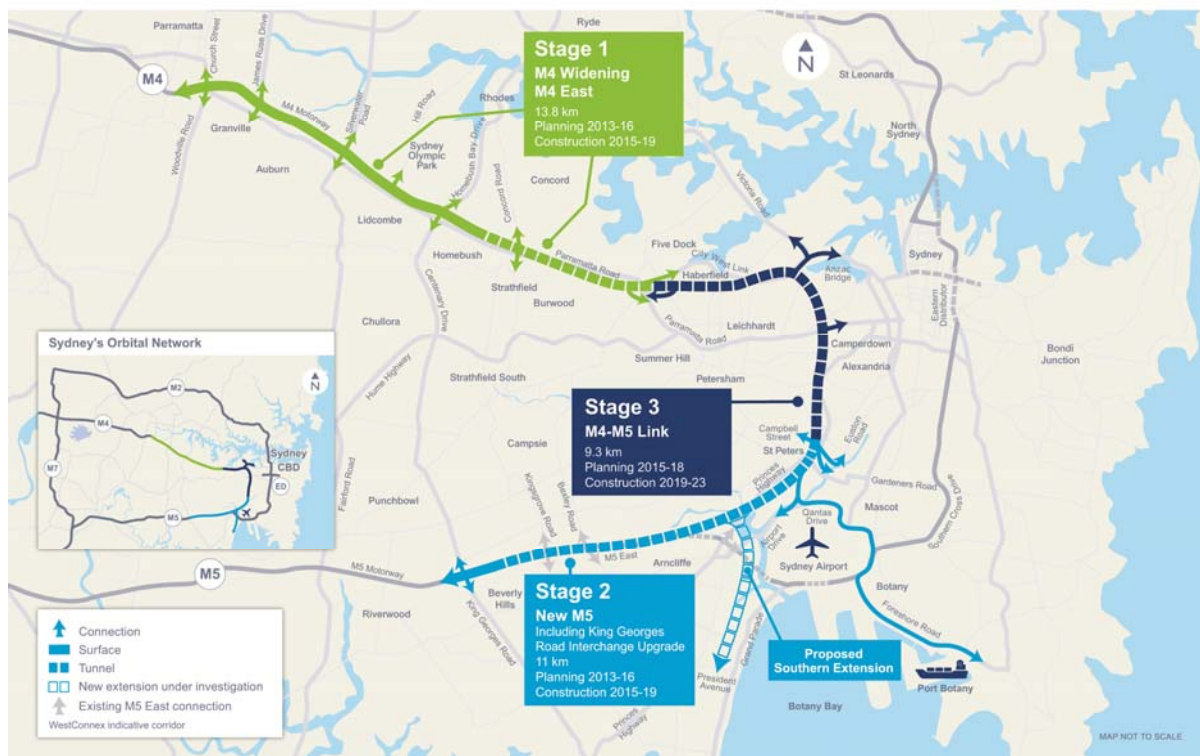 Parramatta
Church Street
James Ruse Drive
M4
M4 Motorway
Woodville Road
Granville
Auburn
Silverwater
Road
Hill Road
Sydney
Olympic
Park
Lidcombe
Homebush Bay Drive
Rhodes
Ryde
Concord Road
Concord
Homebush
Strathfield
Burwood
Parramatta Road
Stage 1
M4 Widening
M4 East
13.8 km
Planning 2013-16
Construction 2015-19
N
St Leonards
North
Sydney
Victoria Road
Five Dock
City West Link
Haberfield
Anzac
Bridge
Sydney
Eastern
Distributor
Bondi
Junction
Parramatta Road
Leichhardt
Camperdown
Alexandria
Summer Hill
Petersham
Chullora
Centenary Drive
Hume Highway
Strathfield South
Campsie
Punchbowl
Fairford Road
Stage 3
M4-M5 Link
9.3 km
Planning 2015-18
Construction 2019-23
Campbell
Street
St Peters
Euston
Road
Princes
Highway
Gardeners Road
Mascot
Qantas
Drive
Airport
Drive
Sydney Airport
Southern Cross Drive
Botany
Foreshore Road
Port Botany
Botany Bay
Sydney's Orbital Network
N
M2
M4
M7
M5
ED
Sydney
CBD
M5
M5 Motorway
Riverwood
Beverly
Hills
King Georges Road
Kingsgrove Road
Bexley Road
M5 East
Arncliffe
Stage 2
New M5
Including King Georges
Road Interchange Upgrade
11 km
Planning 2013-16
Construction 2015-19
Princes
Highway
President
Avenue
Grand Parade
Proposed
Southern Extension
Connection
Surface
Tunnel
New extension under investigation
Existing M5 East connection
WestConnex indicative corridor
MAP NOT TO SCALE